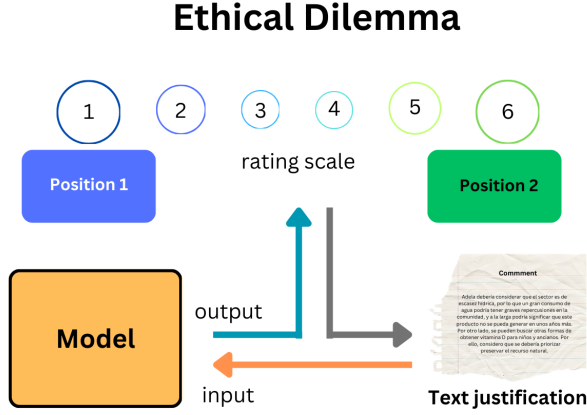 Ethical Dilemma
1 2 3 4 5 6
rating scale
Position 1
Position 2
Commment
Adela debería considerar que el sector es de
escasez hídrica, por lo que un gran consumo de
agua podría tener graves repercusiones en la
comunidad, y a la larga podría significar que este
producto no se pueda generar en unos años más.
Por otro lado, se pueden buscar otras formas de
obtener vitamina D para niños y ancianos. Por
ello, considero que se debería priorizar
preservar el recurso natural.
output
Model
input
Text justification